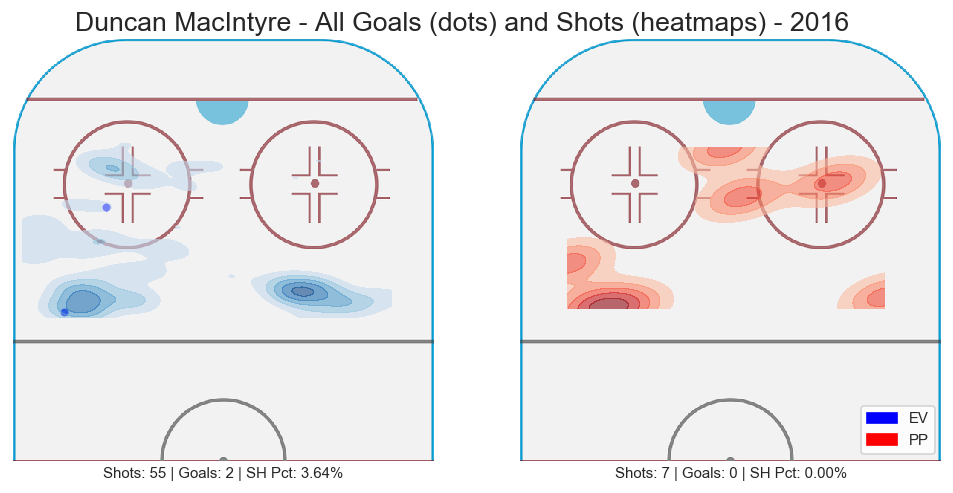 Duncan MacIntyre - All Goals (dots) and Shots (heatmaps) - 2016
EV
PP
Shots: 55 | Goals: 2 | SH Pct: 3.64%
Shots: 7 | Goals: 0 | SH Pct: 0.00%